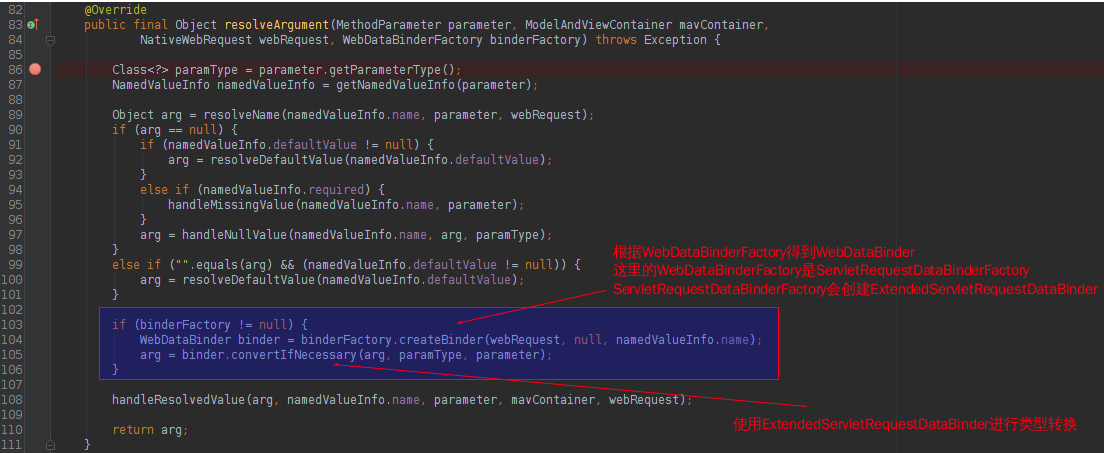 82 @Override
83 public final Object resolveArgument(MethodParameter parameter, ModelAndViewContainer mavContainer,
84 NativeWebRequest webRequest, WebDataBinderFactory binderFactory) throws Exception {
85
86 Class<?> paramType = parameter.getParameterType();
87 NamedValueInfo namedValueInfo = getNamedValueInfo(parameter);
88
89 Object arg = resolveName(namedValueInfo.name, parameter, webRequest);
90 if (arg == null) {
91 if (namedValueInfo.defaultValue != null) {
92 arg = resolveDefaultValue(namedValueInfo.defaultValue);
93 }
94 else if (namedValueInfo.required) {
95 handleMissingValue(namedValueInfo.name, parameter);
96 }
97 arg = handleNullValue(namedValueInfo.name, arg, paramType);
98 }
99 else if ("".equals(arg) && (namedValueInfo.defaultValue != null)) {
100 arg = resolveDefaultValue(namedValueInfo.defaultValue);
101 }
根据WebDataBinderFactory得到WebDataBinder
这里的WebDataBinderFactory是ServletRequestDataBinderFactory
ServletRequestDataBinderFactory会创建ExtendedServletRequestDataBinder
102
103 if (binderFactory != null) {
104 WebDataBinder binder = binderFactory.createBinder(webRequest, null, namedValueInfo.name);
105 arg = binder.convertIfNecessary(arg, paramType, parameter);
106 }
107
108 handleResolvedValue(arg, namedValueInfo.name, parameter, mavContainer, webRequest);
109
使用ExtendedServletRequestDataBinder进行类型转换
110 return arg;
111 }